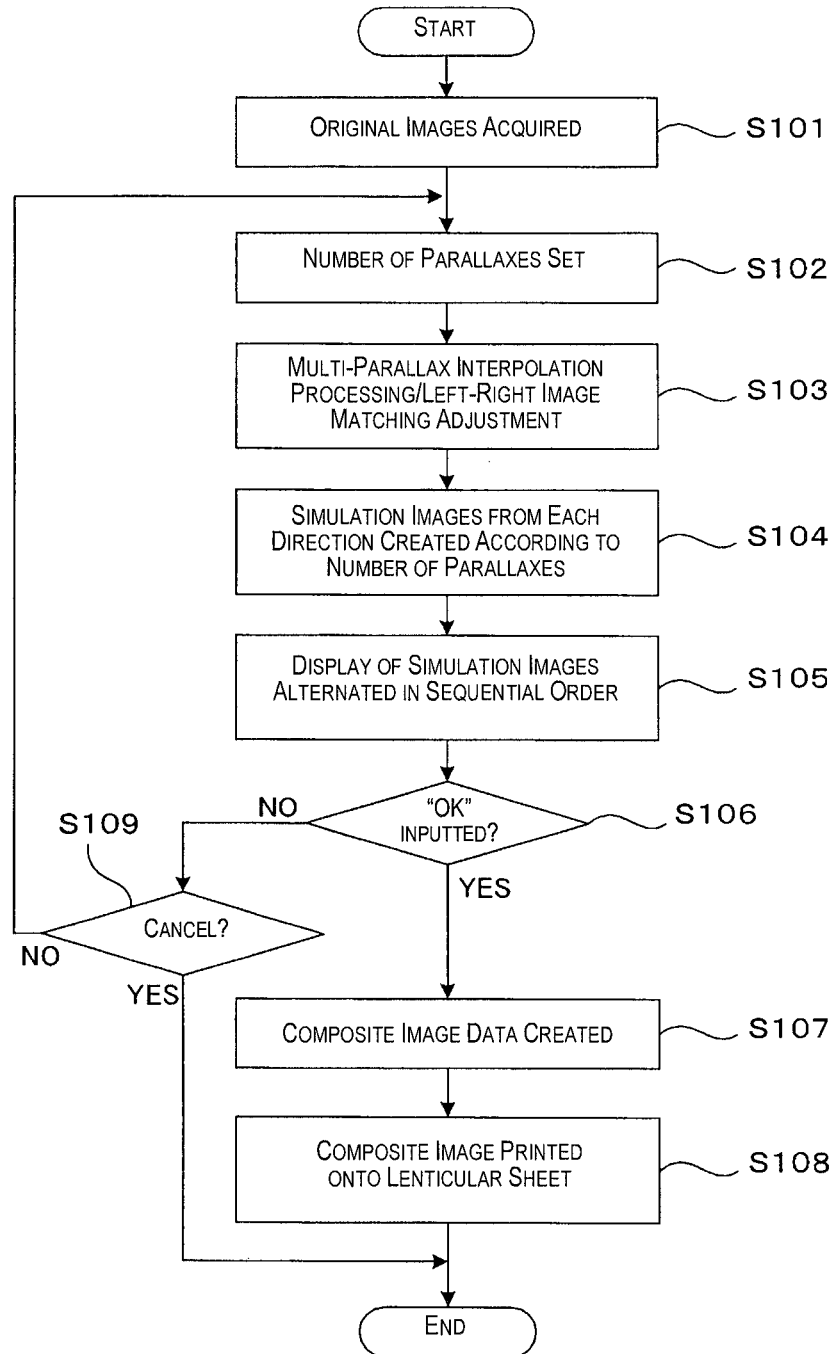 START
ORIGINAL IMAGES ACQUIRED
S101
NUMBER OF PARALLAXES SET
S102
MULTI-PARALLAX INTERPOLATION
PROCESSING/LEFT-RIGHT IMAGE
MATCHING ADJUSTMENT
S103
SIMULATION IMAGES FROM EACH
DIRECTION CREATED ACCORDING TO
NUMBER OF PARALLAXES
S104
DISPLAY OF SIMULATION IMAGES
ALTERNATED IN SEQUENTIAL ORDER
S105
"OK"
INPUTTED?
S106
NO
YES
S109
CANCEL?
NO
YES
COMPOSITE IMAGE DATA CREATED
S107
COMPOSITE IMAGE PRINTED
ONTO LENTICULAR SHEET
S108
END